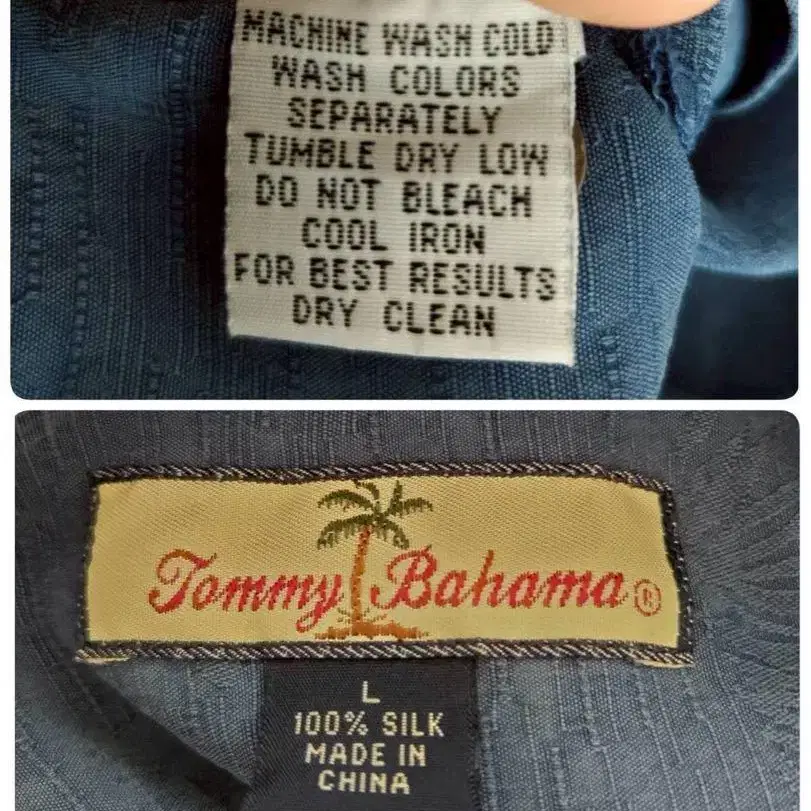 MACHINE WASH COLD
WASH COLORS
SEPARATELY
TUMBLE DRY LOW
DO NOT BLEACH
COOL IRON
FOR BEST RESULTS
DRY CLEAN
Tommy Bahama®
L
100% SILK
MADE IN
CHINA